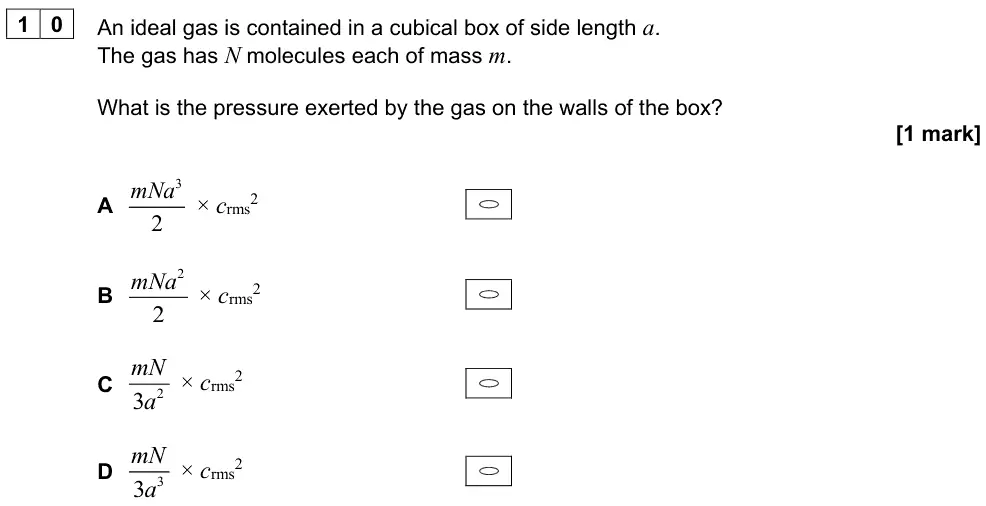 1 0 An ideal gas is contained in a cubical box of side length a.
The gas has N molecules each of mass m.
What is the pressure exerted by the gas on the walls of the box?
[1 mark]
A mNa³/2 × crms²
B mNa²/2 × crms²
C mN/3a² × crms²
D mN/3a³ × crms²